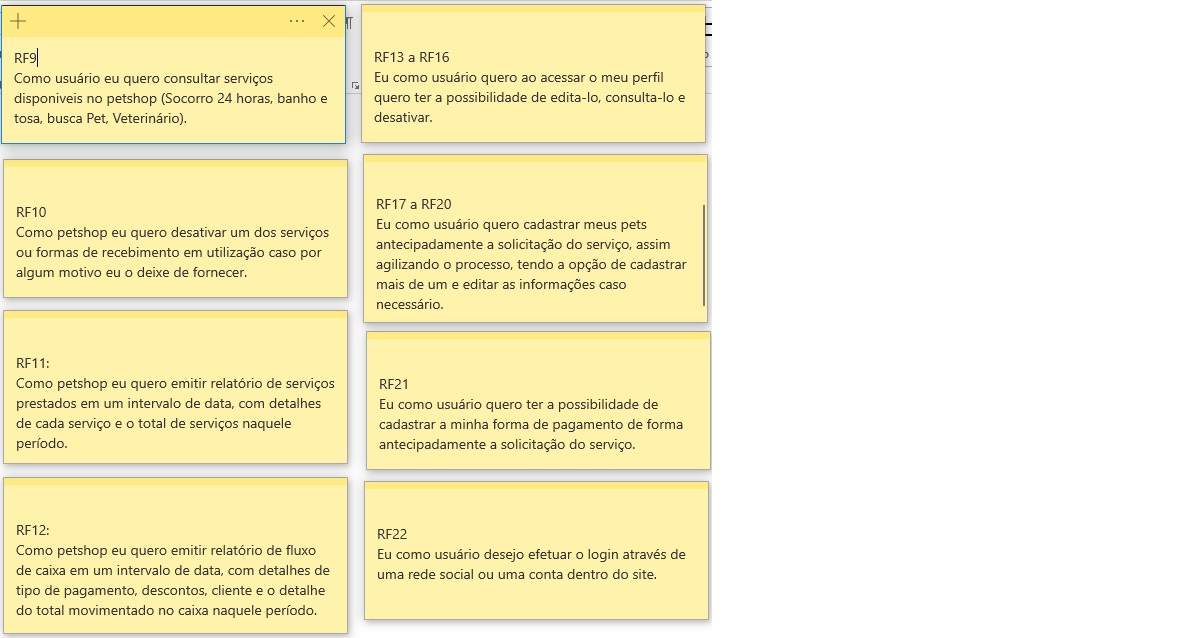 RF9
Como usuário eu quero consultar serviços
disponiveis no petshop (Socorro 24 horas, banho e
tosa, busca Pet, Veterinário).
RF10
Como petshop eu quero desativar um dos serviços
ou formas de recebimento em utilização caso por
algum motivo eu o deixe de fornecer.
RF11:
Como petshop eu quero emitir relatório de serviços
prestados em um intervalo de data, com detalhes
de cada serviço e o total de serviços naquele
período.
RF12:
Como petshop eu quero emitir relatório de fluxo
de caixa em um intervalo de data, com detalhes de
tipo de pagamento, descontos, cliente e o detalhe
do total movimentado no caixa naquele período.
RF13 a RF16
Eu como usuário quero ao acessar o meu perfil
quero ter a possibilidade de edita-lo, consulta-lo e
desativar.
RF17 a RF20
Eu como usuário quero cadastrar meus pets
antecipadamente a solicitação do serviço, assim
agilizando o processo, tendo a opção de cadastrar
mais de um e editar as informações caso
necessário.
RF21
Eu como usuário quero ter a possibilidade de
cadastrar a minha forma de pagamento de forma
antecipadamente a solicitação do serviço.
RF22
Eu como usuário desejo efetuar o login através de
uma rede social ou uma conta dentro do site.